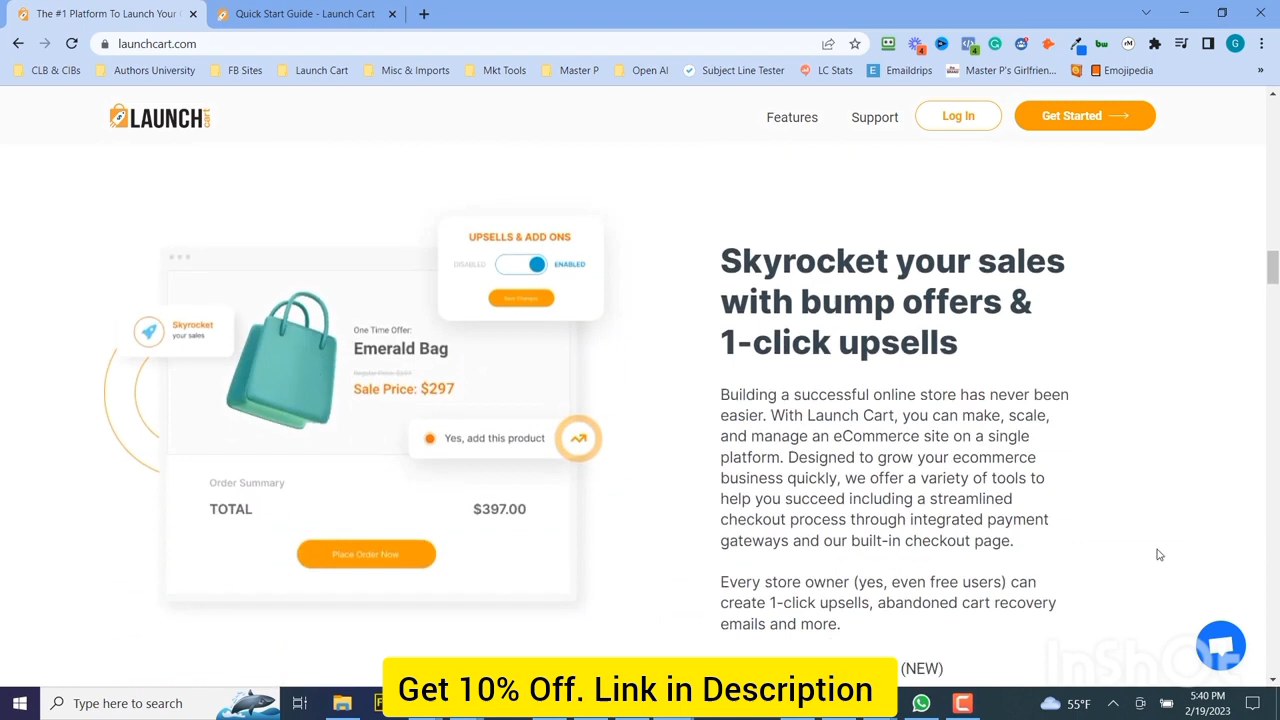 The #1 Platform To Launch Your
Quick Start Guide - Launch Cart
launchcart.com
4
4
G
CLB & CIBs
Authors University
FB Sites
Launch Cart
Misc & Imports
Mkt Tools
Master P
Open AI
Subject Line Tester
LC Stats
Emaildrips
Master P's Girlfrien...
Emojipedia
LAUNCH cart
Features
Support
Log In
Get Started
UPSELLS & ADD ONS
DISABLED
ENABLED
Save Changes
Skyrocket
your sales
One Time Offer:
Emerald Bag
Sale Price: $297
Yes, add this product
Order Summary
TOTAL
$397.00
Place Order Now
Skyrocket your sales
with bump offers &
1-click upsells
Building a successful online store has never been
easier. With Launch Cart, you can make, scale,
and manage an eCommerce site on a single
platform. Designed to grow your ecommerce
business quickly, we offer a variety of tools to
help you succeed including a streamlined
checkout process through integrated payment
gateways and our built-in checkout page.
Every store owner (yes, even free users) can
create 1-click upsells, abandoned cart recovery
emails and more.
(NEW)
InShOt
Get 10% Off. Link in Description
Type here to search
55°F
5:40 PM
2/19/2023